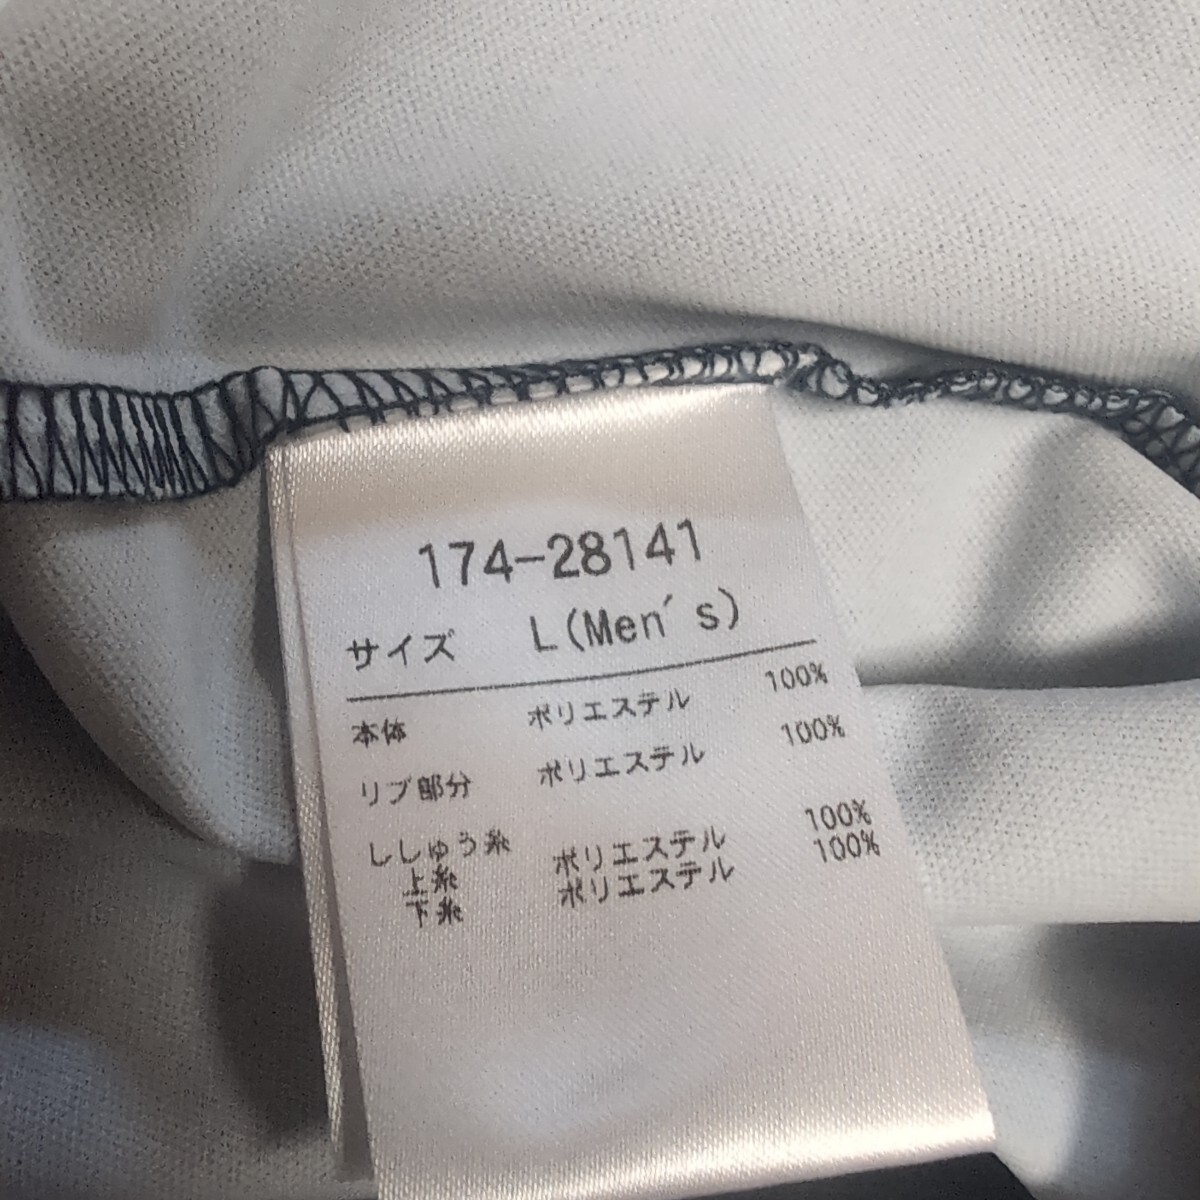 174-28141
サイズ L(Men's)
本体 ポリエステル 100%
リブ部分 ポリエステル 100%
ししゅう糸
上糸 ポリエステル 100%
下糸 ポリエステル 100%